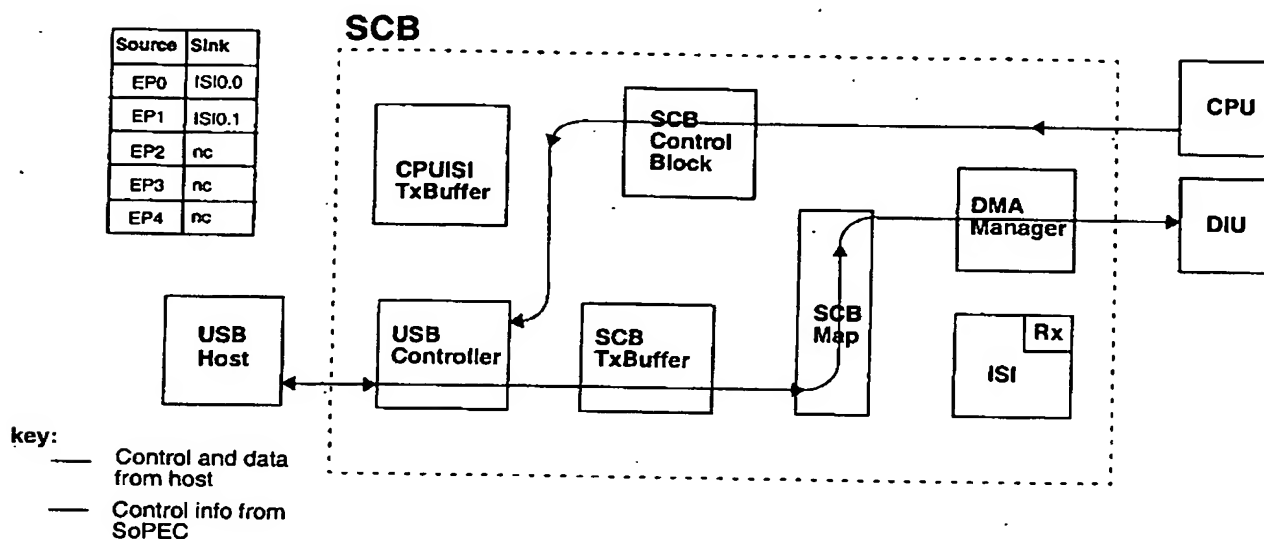 SCB
Source Sink
EP0 ISI0.0
EP1 ISI0.1
EP2 nc
EP3 nc
EP4 nc
CPUISI
TxBuffer
SCB
Control
Block
CPU
DMA
Manager
DIU
USB
Host
USB
Controller
SCB
TxBuffer
SCB
Map
Rx
ISI
key:
Control and data
from host
Control info from
SoPEC